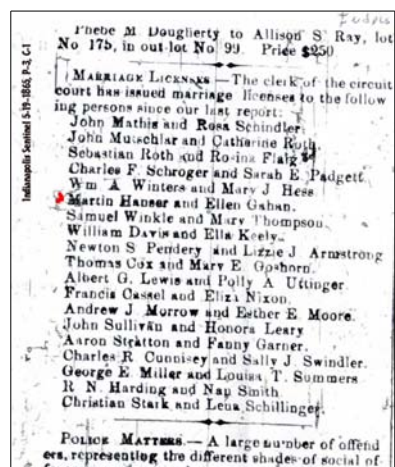 Indpls
Phebe M Dougherty to Allison S. Ray, lot
No 175, in out lot No 99. Price $250
Indianapolis Sentinel 5-19-1865, P-3, C-1
MARRIAGE LICENSES—The clerk of the circuit
court has issued marriage licenses to the follow
ing persons since our last report:
John Mathis and Rosa Schindler.
John Mutschlar and Catharine Roth.
Sebastian Roth and Rosina Flaig
Charles F. Schroger and Sarah E. Padgett
Wm. A Winters and Mary J Hess.
Martin Hanser and Ellen Gahan.
Samuel Winkle and Mary Thompson.
William Davis and Ella Keely.
Newton S Pendery and Lizzie J Armstrong
Thomas Cox and Mary E.
Albert G. Lewis and Polly A Uttinger
Francis Cassel and Eliza Nixon.
Andrew J Morrow and Esther E Moore.
John Sullivan and Honora Leary
Aaron Stratton and Fanny Garner.
Charles R Cunnisey and Sally J. Swindler.
George E. Miller and Louisa T. Summers
R N. Harding and Nan Smith.
Christian Stark and Lena Schillinger.
POLICE MATTERS.—A large number of offend
ers, representing the different shades of social of-